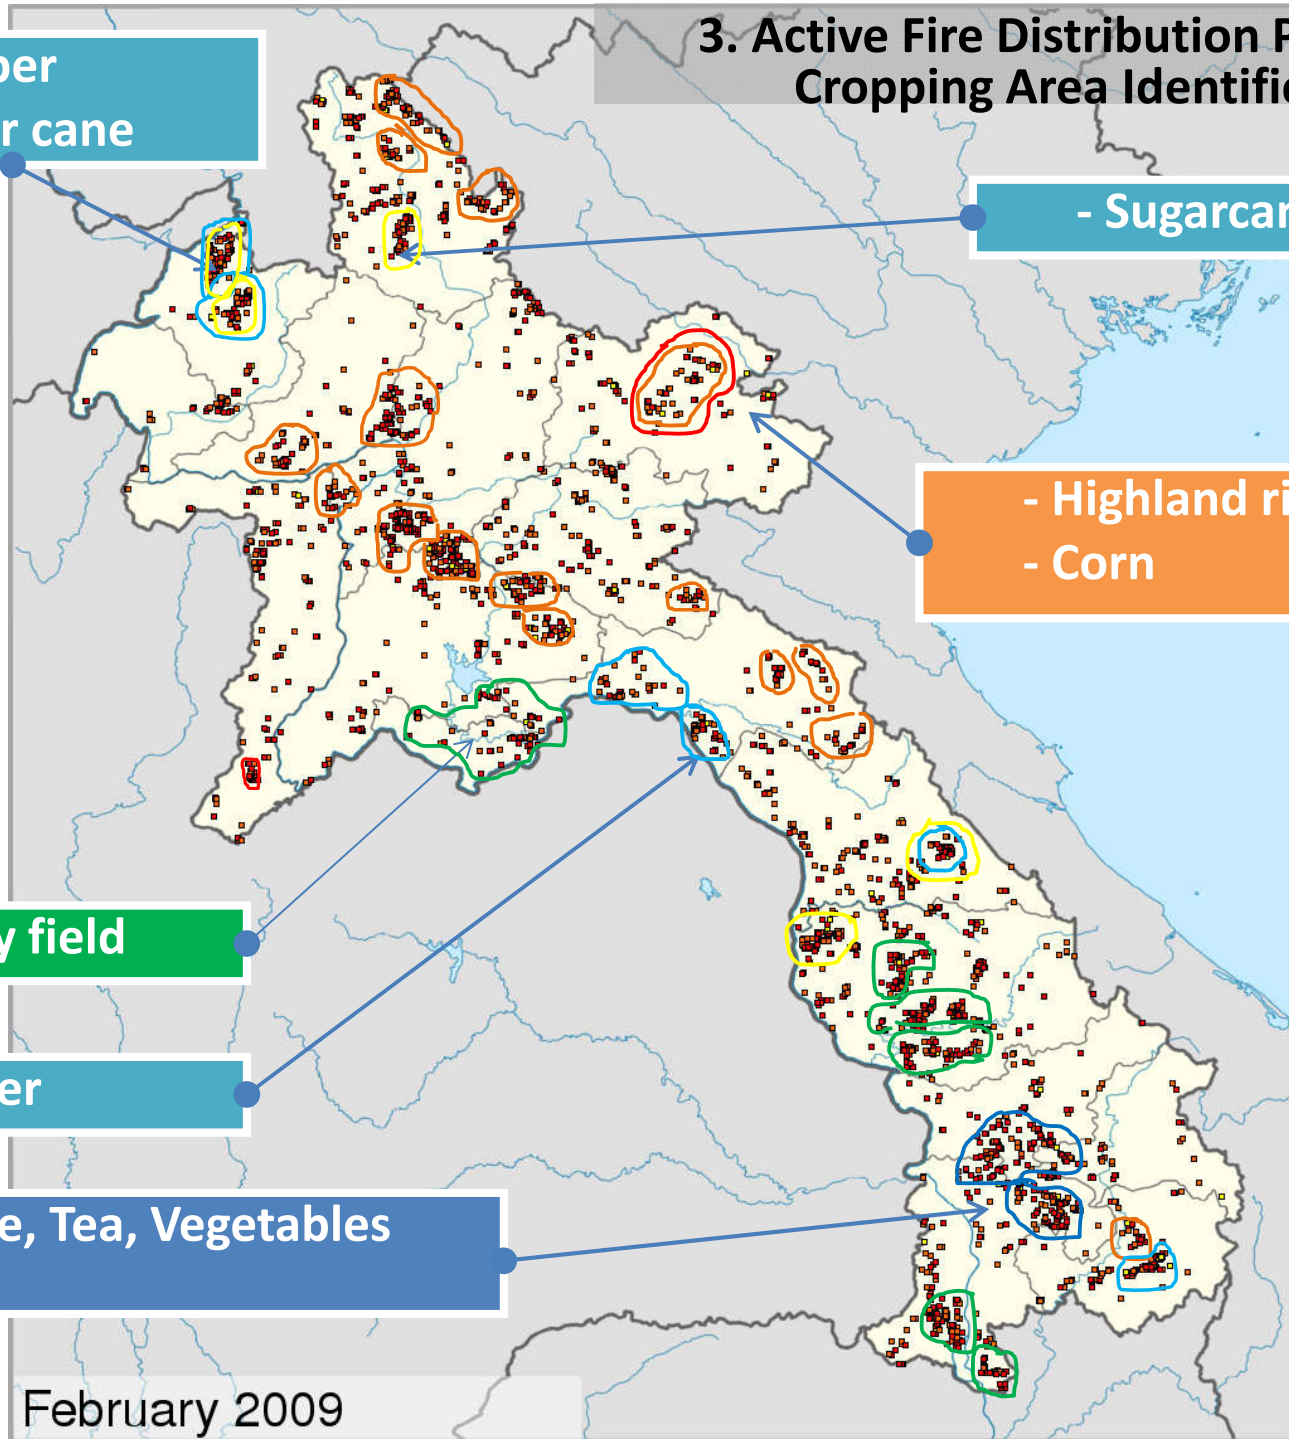 3. Active Fire Distribution P
Cropping Area Identifi
per
r cane
- Sugarcar
- Highland ri
- Corn
y field
er
e, Tea, Vegetables
February 2009